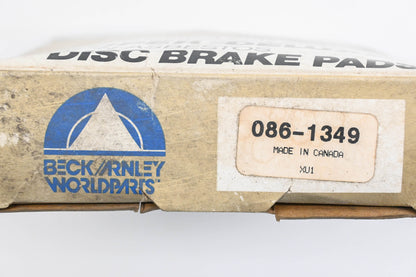 DISC BRAKE PADS
BECK/ARNLEY
WORLDPARTS
086-1349
MADE IN CANADA
XU1